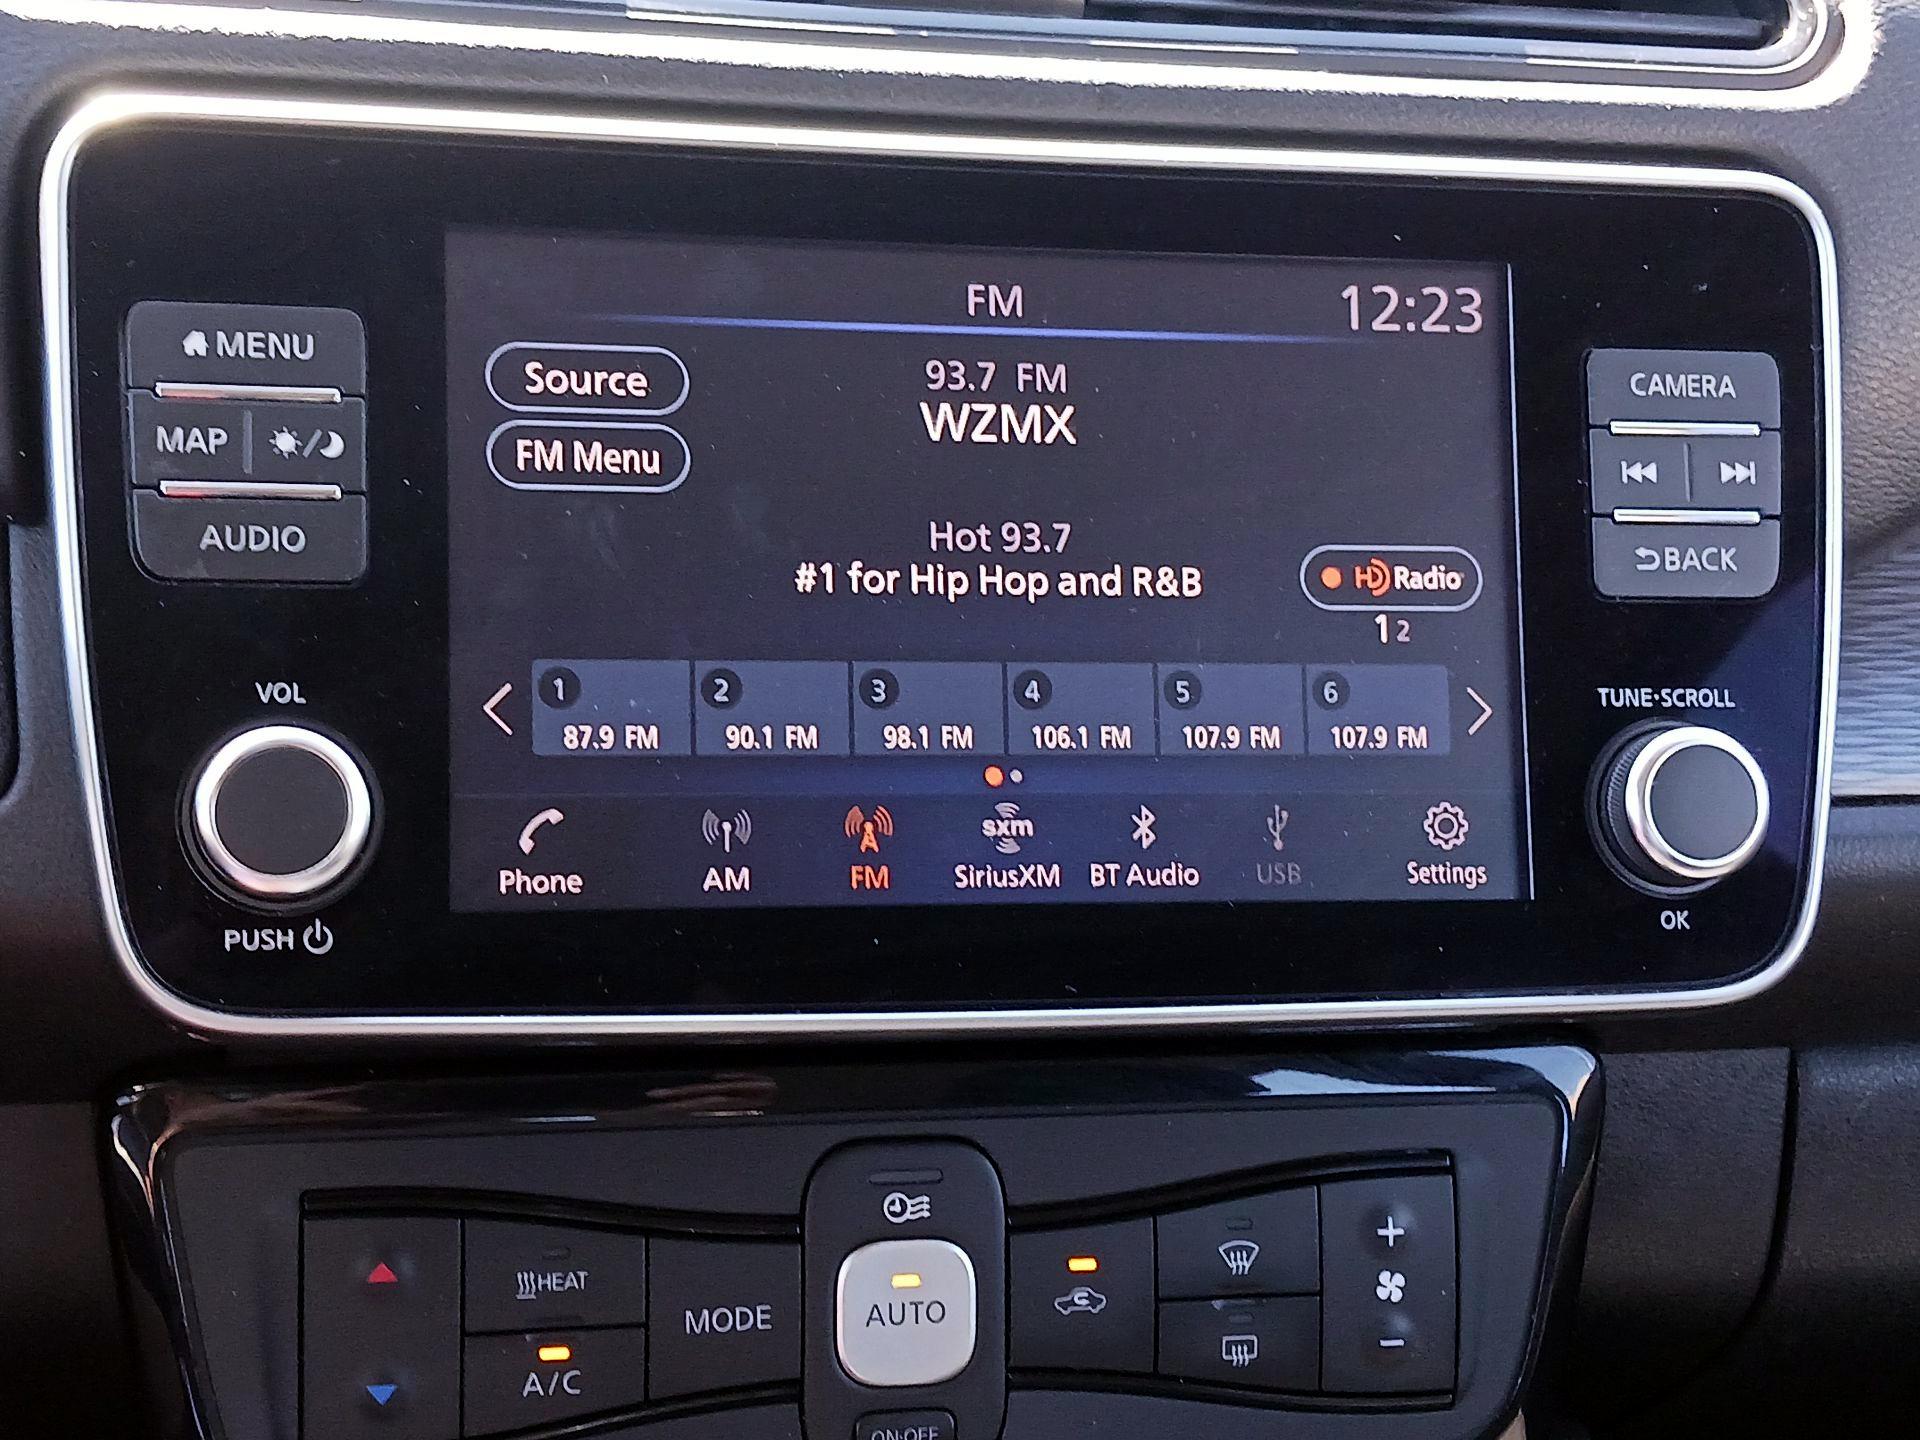 FM
12:23
MENU
MAP
AUDIO
Source
FM Menu
93.7 FM
WZMX
Hot 93.7
#1 for Hip Hop and R&B
HD Radio
1 2
CAMERA
BACK
1 2 3 4 5 6
87.9 FM 90.1 FM 98.1 FM 106.1 FM 107.9 FM 107.9 FM
VOL
PUSH
TUNE·SCROLL
OK
sxm
Phone AM FM SiriusXM BT Audio USB Settings
HEAT
A/C
MODE
AUTO
ON·OFF